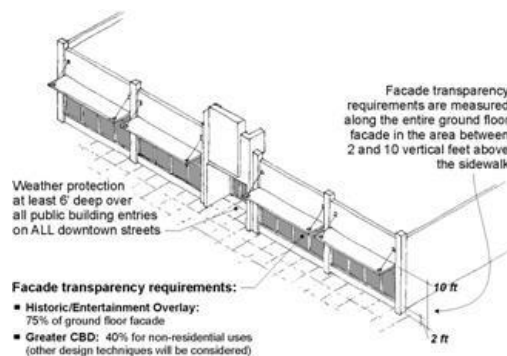 Facade transparency
requirements are measured
along the entire ground floor
facade in the area between
2 and 10 vertical feet above
the sidewalk
Weather protection
at least 6' deep over
all public building entries
on ALL downtown streets
Facade transparency requirements:
10 ft
■ Historic/Entertainment Overlay:
75% of ground floor facade
■ Greater CBD: 40% for non-residential uses
(other design techniques will be considered)
2 ft